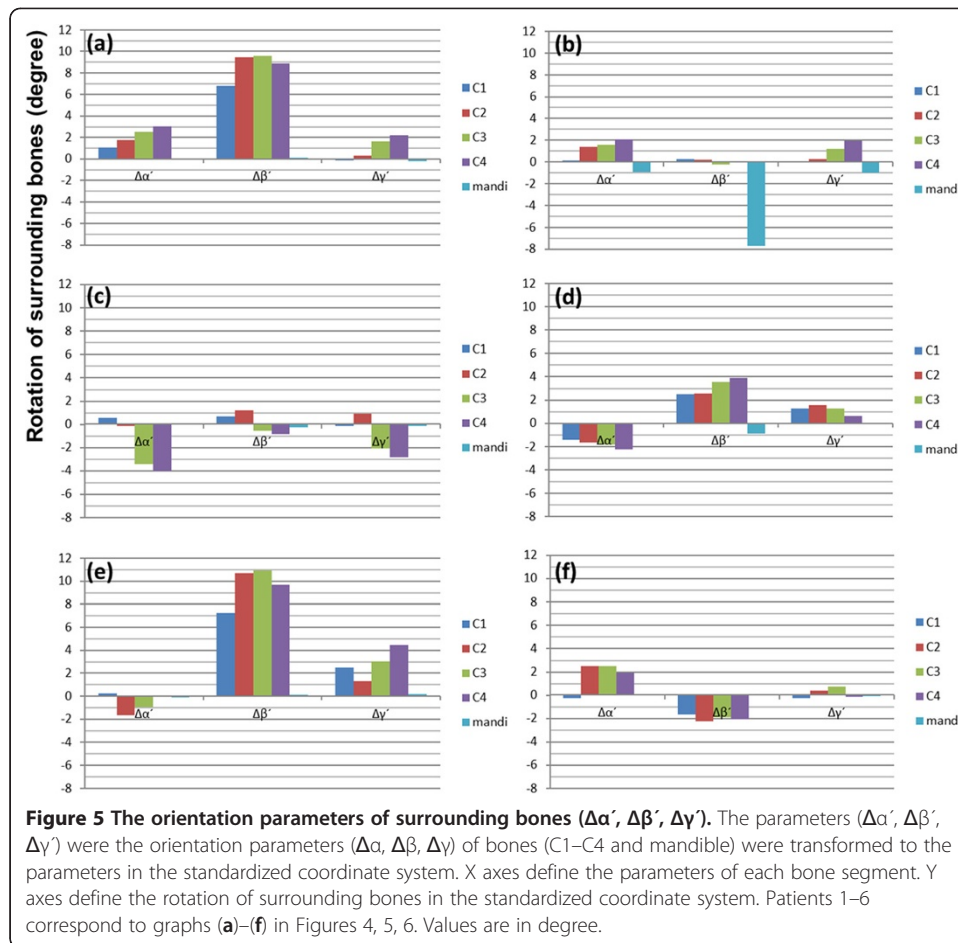 Rotation of surrounding bones (degree)
(a)
12
10
8
6
4
2
0
-2
-4
-6
-8
Δα´
Δβ´
Δγ´
C1
C2
C3
C4
mandi
(b)
12
10
8
6
4
2
0
-2
-4
-6
-8
Δα´
Δβ´
Δγ´
C1
C2
C3
C4
mandi
(c)
12
10
8
6
4
2
0
-2
-4
-6
-8
Δα´
Δβ´
Δγ´
C1
C2
C3
C4
mandi
(d)
12
10
8
6
4
2
0
-2
-4
-6
-8
Δα´
Δβ´
Δγ´
C1
C2
C3
C4
mandi
(e)
12
10
8
6
4
2
0
-2
-4
-6
-8
Δα´
Δβ´
Δγ´
C1
C2
C3
C4
mandi
(f)
12
10
8
6
4
2
0
-2
-4
-6
-8
Δα´
Δβ´
Δγ´
C1
C2
C3
C4
mandi
Figure 5 The orientation parameters of surrounding bones (Δα´, Δβ´, Δγ´). The parameters (Δα´, Δβ´,
Δγ´) were the orientation parameters (Δα, Δβ, Δγ) of bones (C1–C4 and mandible) were transformed to the
parameters in the standardized coordinate system. X axes define the parameters of each bone segment. Y
axes define the rotation of surrounding bones in the standardized coordinate system. Patients 1–6
correspond to graphs (a)–(f) in Figures 4, 5, 6. Values are in degree.